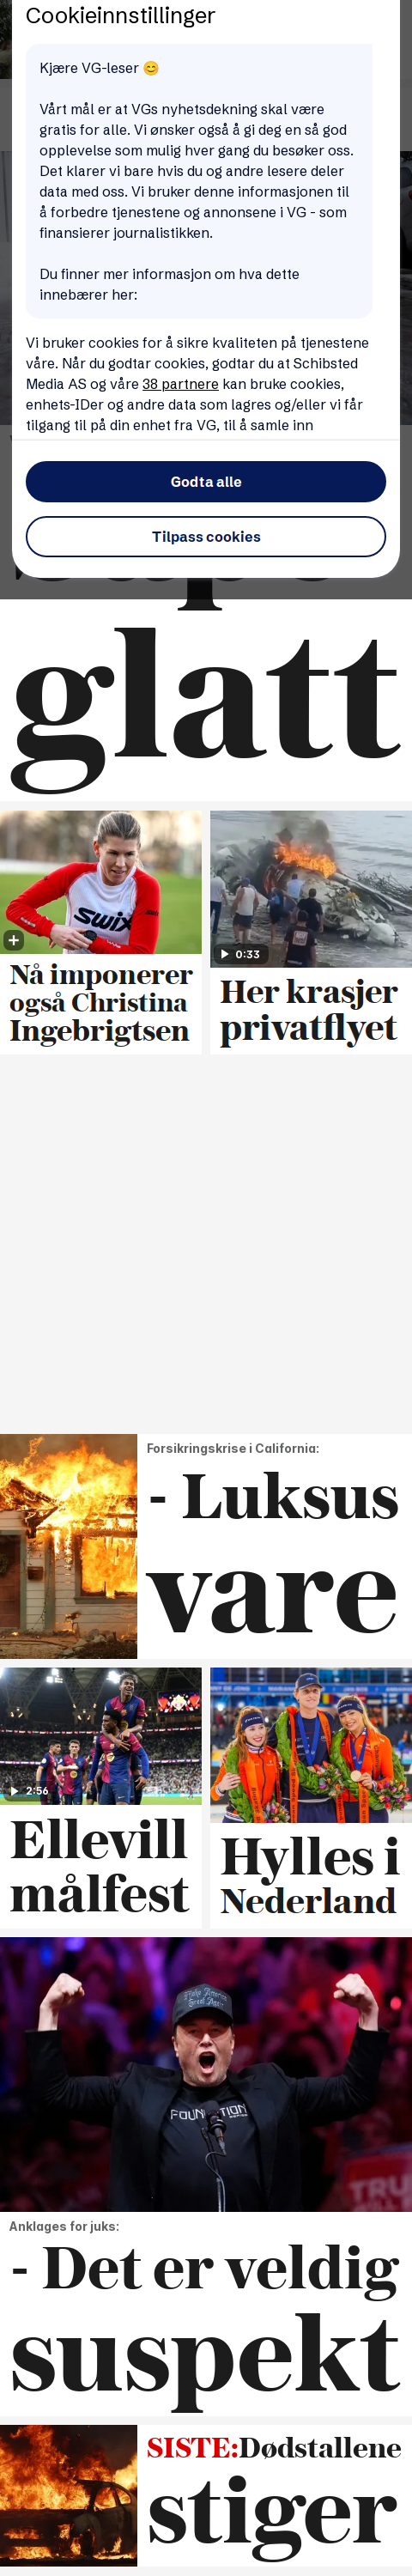 Cookieinnstillinger
Kjære VG-leser 😊
Vårt mål er at VGs nyhetsdekning skal være
gratis for alle. Vi ønsker også å gi deg en så god
opplevelse som mulig hver gang du besøker oss.
Det klarer vi bare hvis du og andre lesere deler
data med oss. Vi bruker denne informasjonen til
å forbedre tjenestene og annonsene i VG - som
finansierer journalistikken.
Du finner mer informasjon om hva dette
innebærer her:
Vi bruker cookies for å sikre kvaliteten på tjenestene
våre. Når du godtar cookies, godtar du at Schibsted
Media AS og våre 38 partnere kan bruke cookies,
enhets-IDer og andre data som lagres og/eller vi får
tilgang til på din enhet fra VG, til å samle inn
Godta alle
Tilpass cookies
glatt
SWIX
0:33
Nå imponerer
også Christina
Ingebrigtsen
Her krasjer
privatflyet
Forsikringskrise i California:
- Luksus
vare
2:56
Ellevill
målfest
Hylles i
Nederland
Make America
Great Again
FOUNDATION
TRU
Anklages for juks:
- Det er veldig
suspekt
SISTE:Dødstallene
stiger